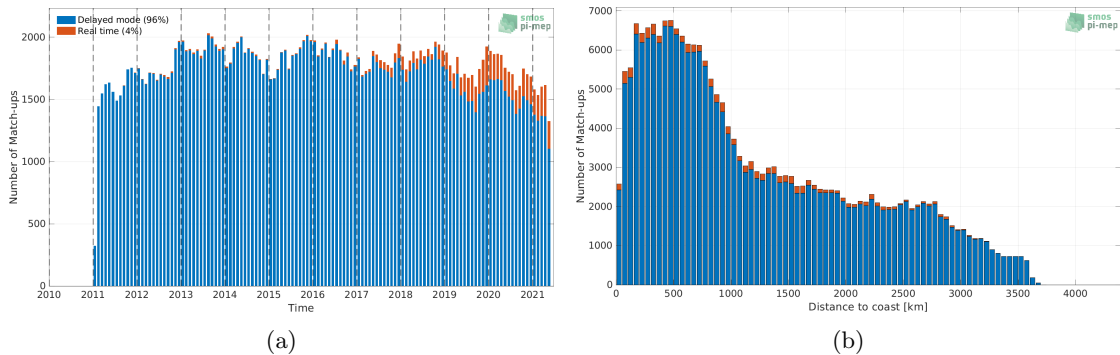 Delayed mode (96%)
Real time (4%)
smos
pi-mep
2000
1500
1000
500
0
Number of Match-ups
2010 2011 2012 2013 2014 2015 2016 2017 2018 2019 2020 2021
Time
(a)
smos
pi-mep
7000
6000
5000
4000
3000
2000
1000
0
Number of Match-ups
0 500 1000 1500 2000 2500 3000 3500 4000
Distance to coast [km]
(b)